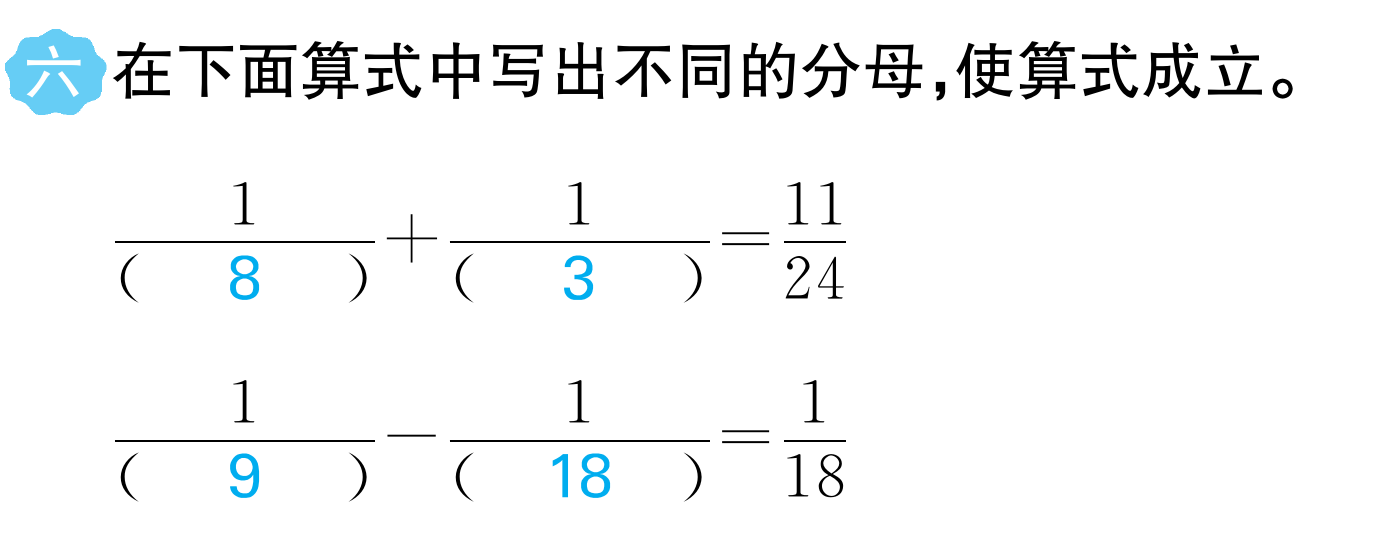 六 在下面算式中写出不同的分母,使算式成立。
1/( 8 ) + 1/( 3 ) = 11/24
1/( 9 ) − 1/( 18 ) = 1/18